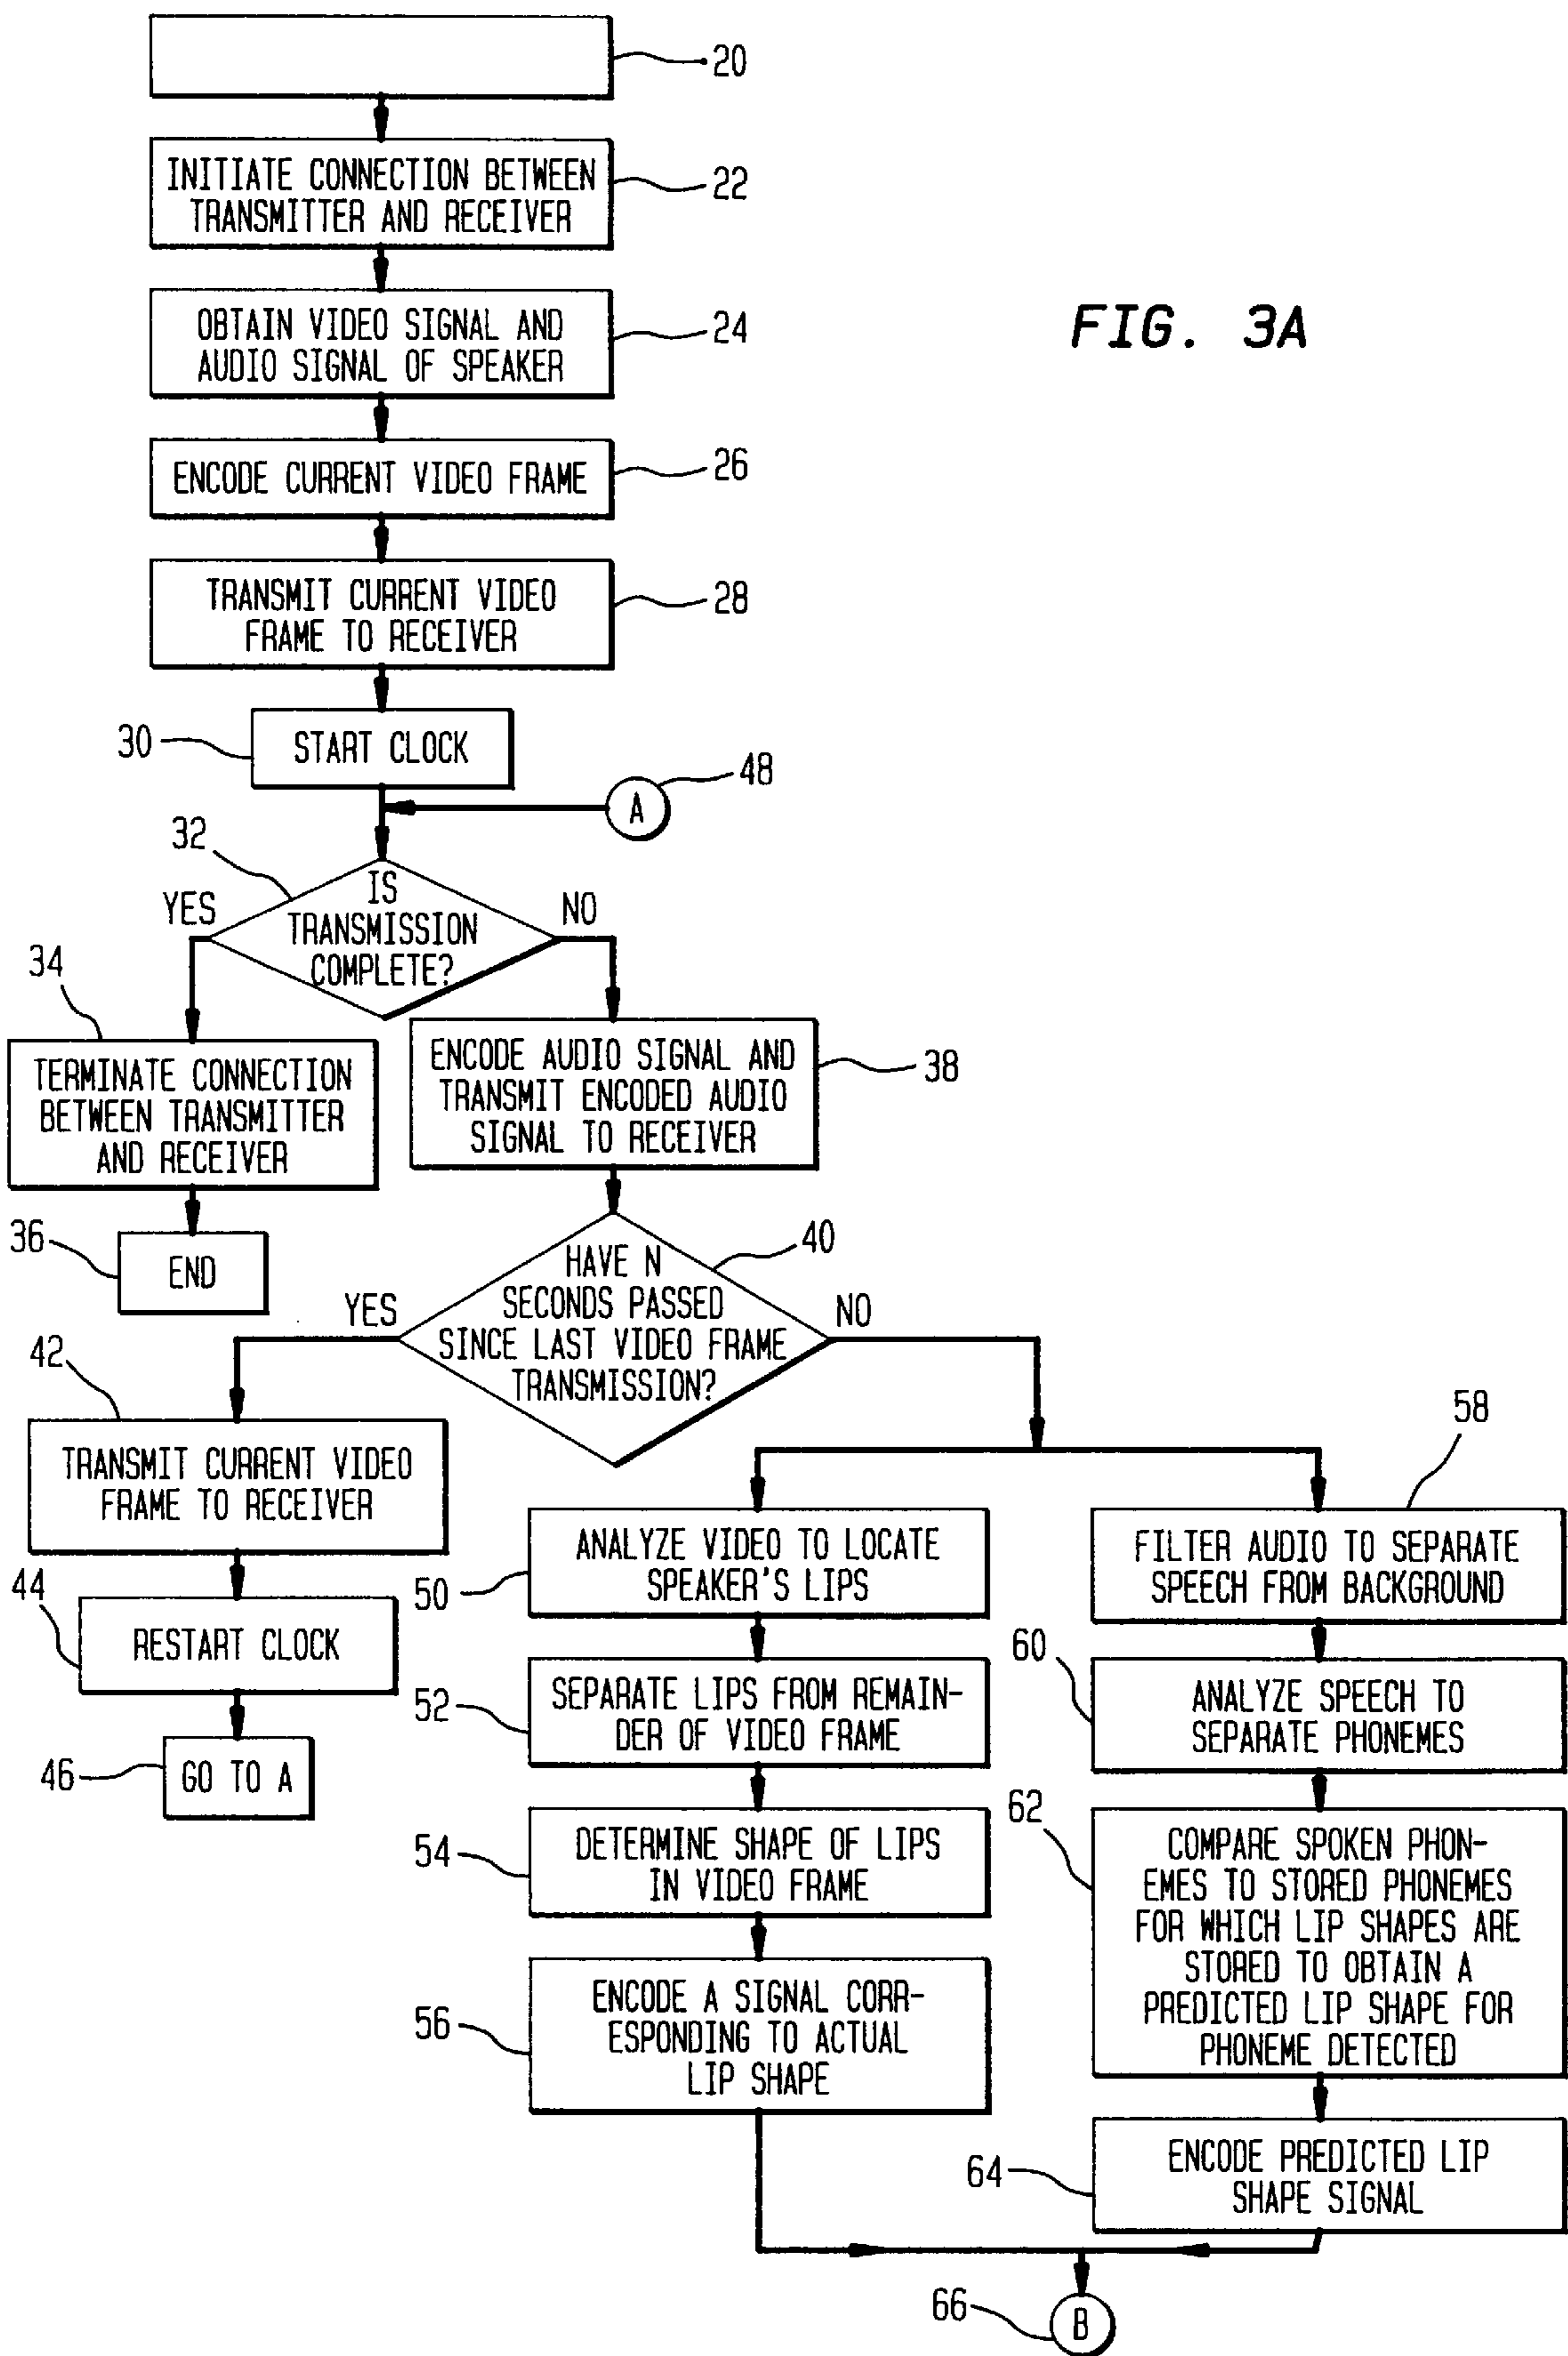 20
INITIATE CONNECTION BETWEEN
TRANSMITTER AND RECEIVER
22
OBTAIN VIDEO SIGNAL AND
AUDIO SIGNAL OF SPEAKER
24
FIG. 3A
ENCODE CURRENT VIDEO FRAME
26
TRANSMIT CURRENT VIDEO
FRAME TO RECEIVER
28
30
START CLOCK
48
A
32
IS
TRANSMISSION
COMPLETE?
YES
NO
34
TERMINATE CONNECTION
BETWEEN TRANSMITTER
AND RECEIVER
ENCODE AUDIO SIGNAL AND
TRANSMIT ENCODED AUDIO
SIGNAL TO RECEIVER
38
36
END
40
HAVE N
SECONDS PASSED
SINCE LAST VIDEO FRAME
TRANSMISSION?
YES
NO
42
TRANSMIT CURRENT VIDEO
FRAME TO RECEIVER
44
RESTART CLOCK
46
GO TO A
50
ANALYZE VIDEO TO LOCATE
SPEAKER'S LIPS
52
SEPARATE LIPS FROM REMAIN-
DER OF VIDEO FRAME
54
DETERMINE SHAPE OF LIPS
IN VIDEO FRAME
56
ENCODE A SIGNAL CORR-
ESPONDING TO ACTUAL
LIP SHAPE
58
FILTER AUDIO TO SEPARATE
SPEECH FROM BACKGROUND
60
ANALYZE SPEECH TO
SEPARATE PHONEMES
62
COMPARE SPOKEN PHON-
EMES TO STORED PHONEMES
FOR WHICH LIP SHAPES ARE
STORED TO OBTAIN A
PREDICTED LIP SHAPE FOR
PHONEME DETECTED
64
ENCODE PREDICTED LIP
SHAPE SIGNAL
66
B